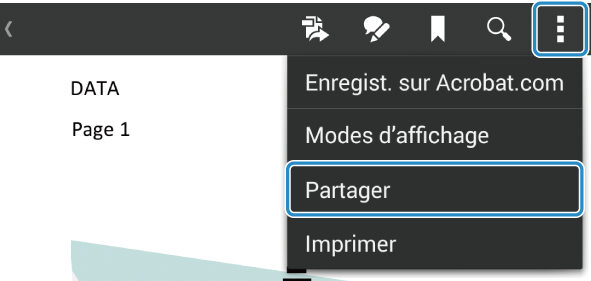 DATA
Page 1
Enregist. sur Acrobat.com
Modes d'affichage
Partager
Imprimer